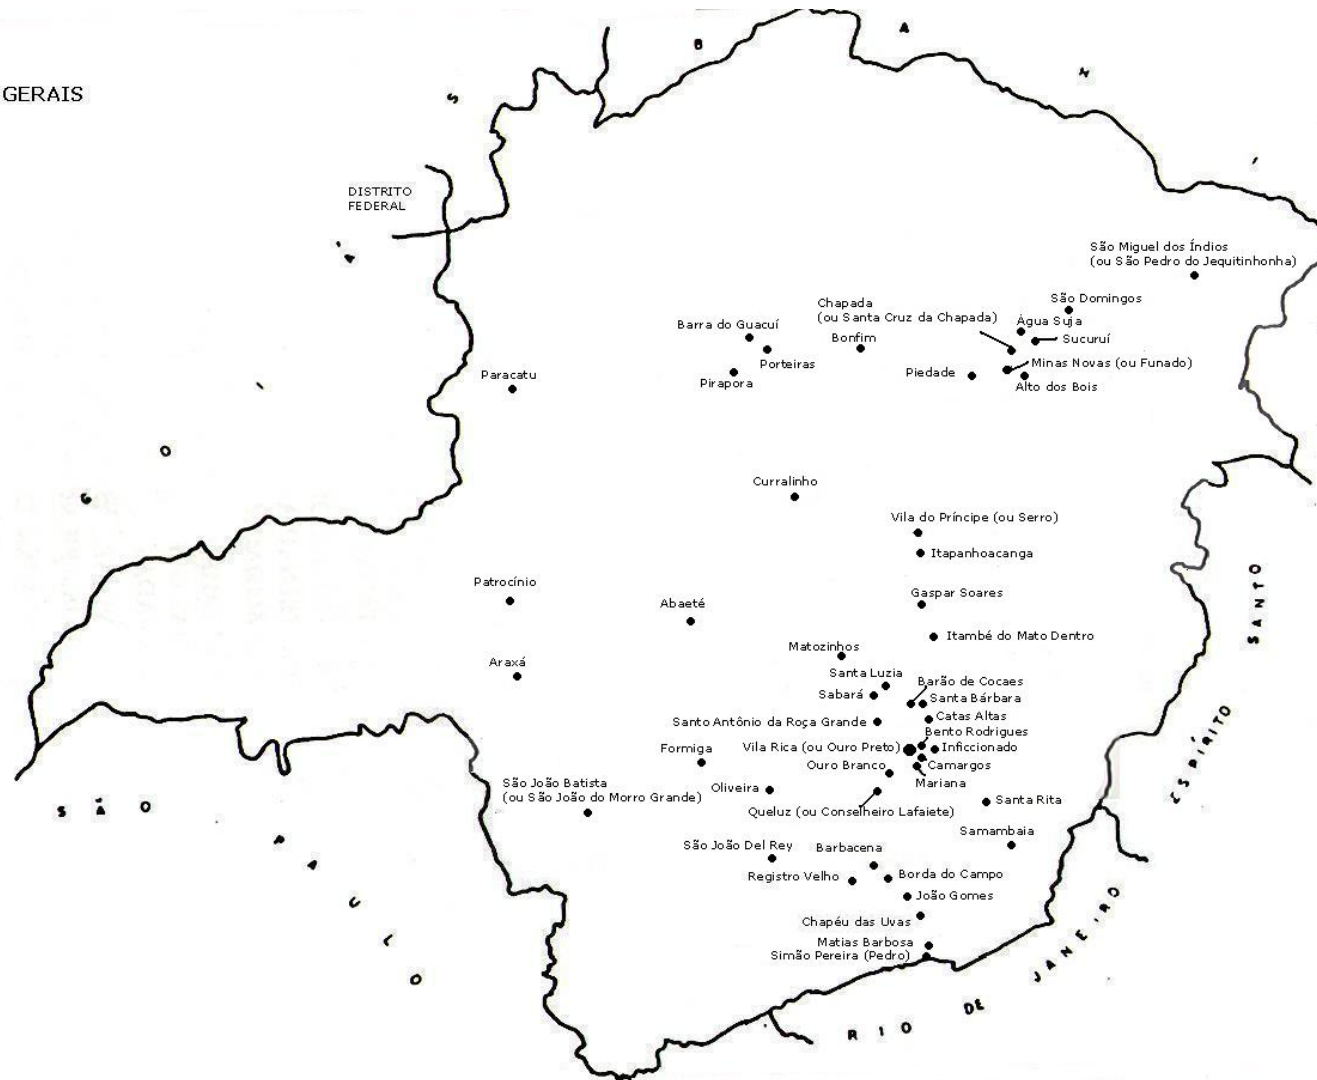 GERAIS
B A H I A
DISTRITO
FEDERAL
G O I Á S
São Miguel dos Índios
(ou São Pedro do Jequitinhonha)
São Domingos
Chapada
(ou Santa Cruz da Chapada)
Água Suja
Barra do Guacuí
Bonfim
Sucuruí
Porteiras
Minas Novas (ou Funado)
Piedade
Paracatu
Pirapora
Alto dos Bois
Curralinho
Vila do Príncipe (ou Serro)
Itapanhoacanga
Patrocínio
Gaspar Soares
Abaeté
Itambé do Mato Dentro
Matozinhos
Araxá
Santa Luzia
Barão de Cocaes
Sabará
Santa Bárbara
Santo Antônio da Roça Grande
Catas Altas
Bento Rodrigues
Formiga
Vila Rica (ou Ouro Preto)
Inficcionado
Ouro Branco
Camargos
Mariana
São João Batista
(ou São João do Morro Grande)
Oliveira
Santa Rita
Queluz (ou Conselheiro Lafaiete)
Samambaia
São João Del Rey
Barbacena
Registro Velho
Borda do Campo
João Gomes
Chapéu das Uvas
Matias Barbosa
Simão Pereira (Pedro)
ESPÍRITO SANTO
SÃO PAULO
RIO DE JANEIRO